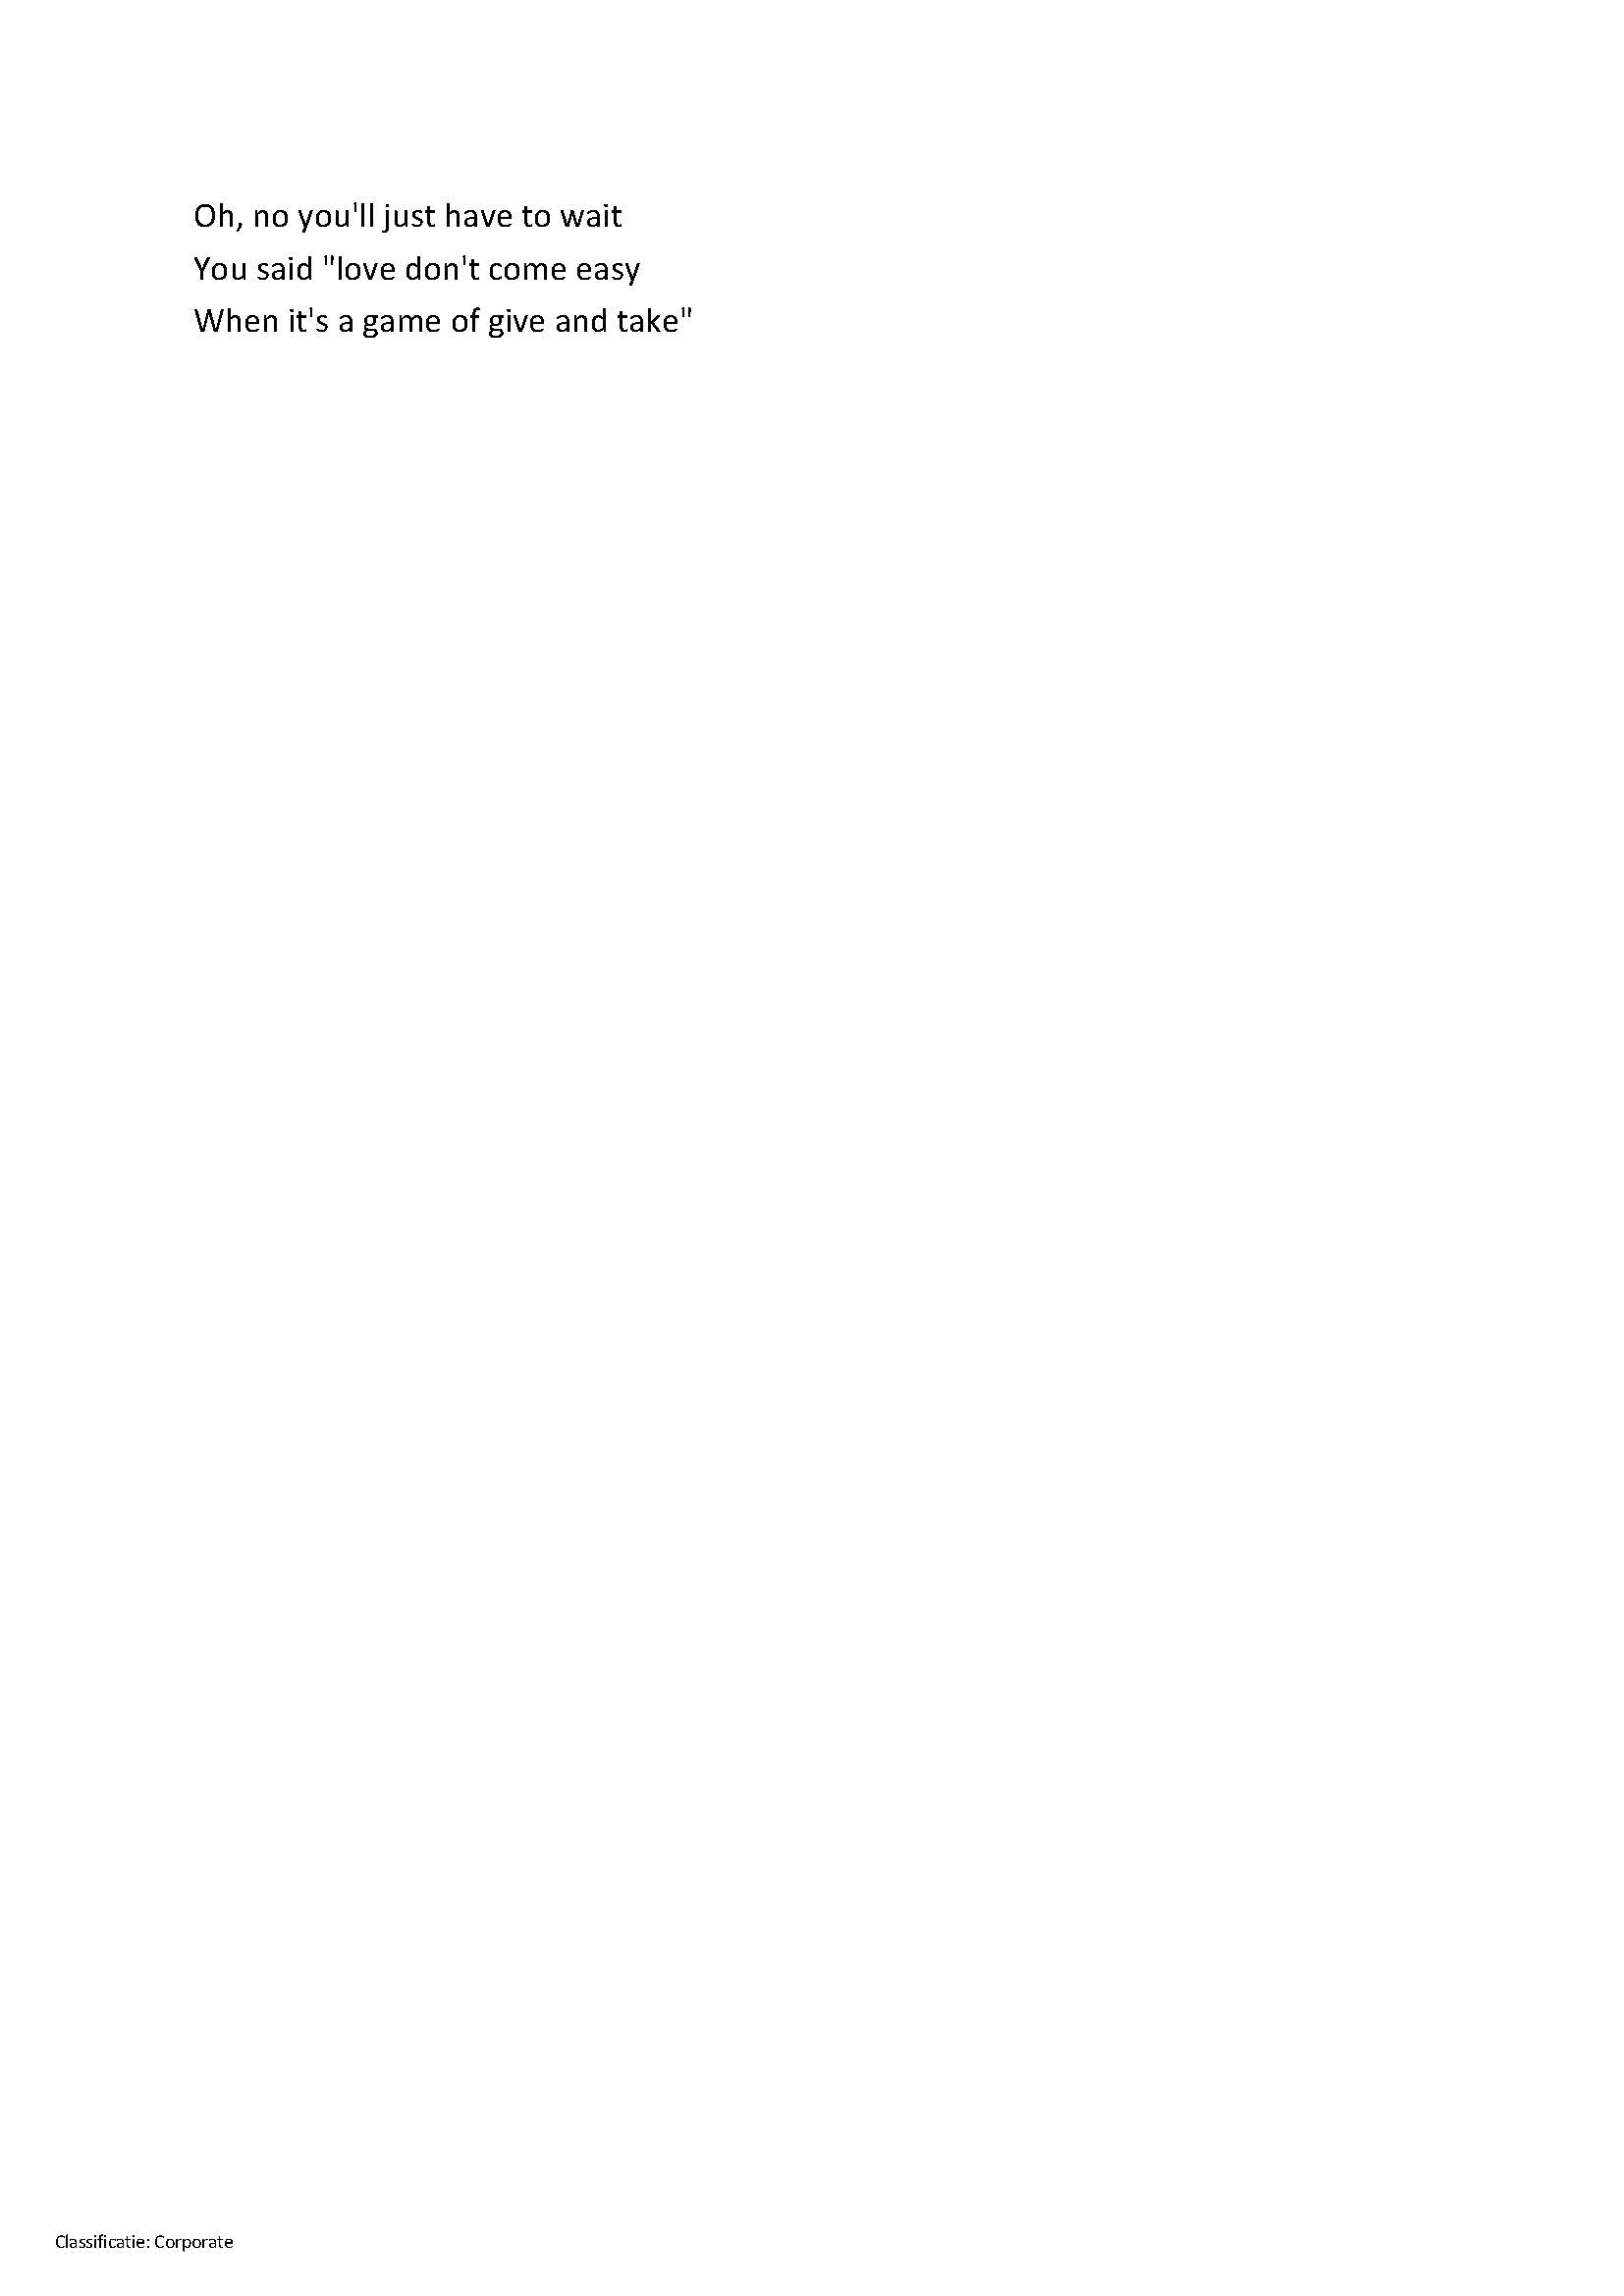 Oh, no you'll just have to wait
You said "love don't come easy
When it's a game of give and take"
Classificatie: Corporate